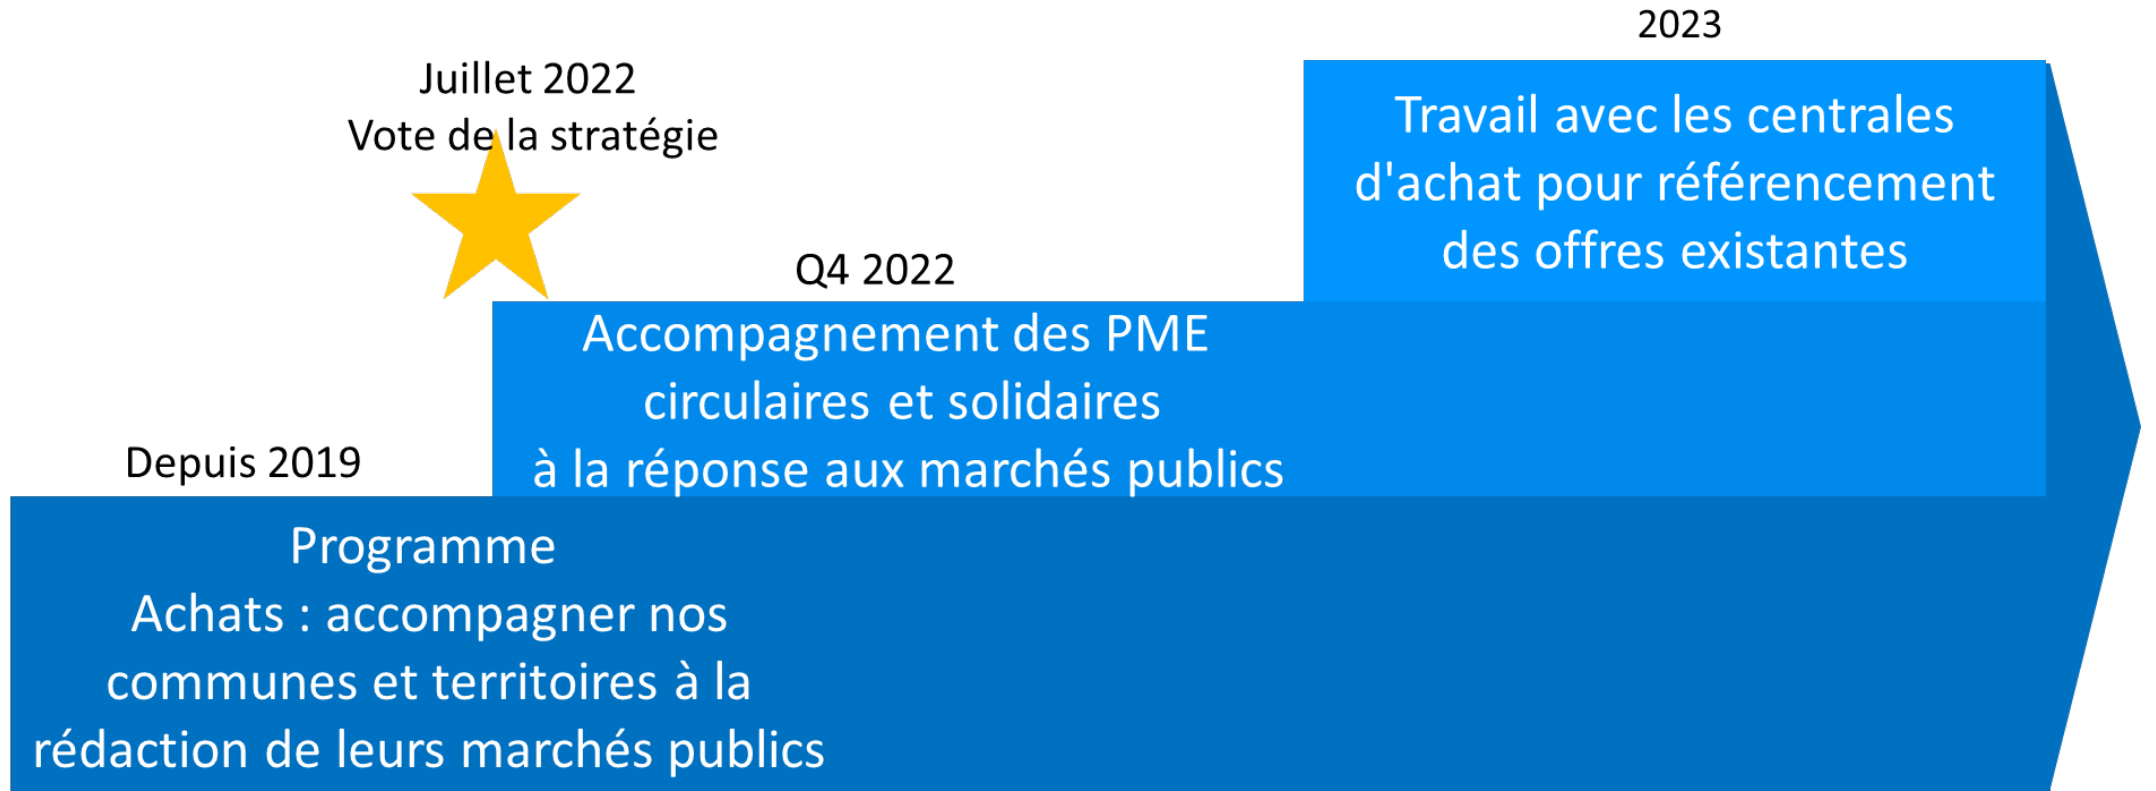 2023
Juillet 2022
Vote de la stratégie
Travail avec les centrales
d'achat pour référencement
des offres existantes
Q4 2022
Accompagnement des PME
circulaires et solidaires
à la réponse aux marchés publics
Depuis 2019
Programme
Achats : accompagner nos
communes et territoires à la
rédaction de leurs marchés publics